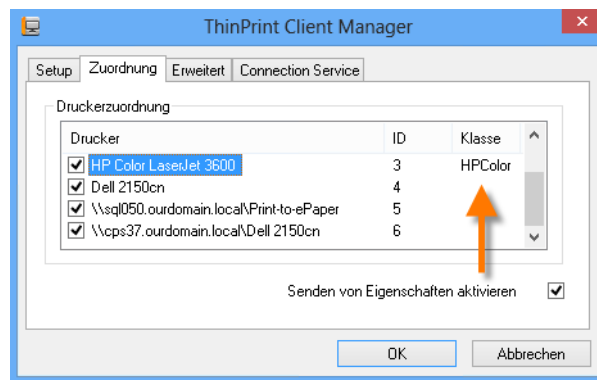 ThinPrint Client Manager
Setup Zuordnung Erweitert Connection Service
Druckerzuordnung
Drucker ID Klasse
HP Color LaserJet 3600 3 HPColor
Dell 2150cn 4
\\sql050.ourdomain.local\Print-to-ePaper 5
\\cps37.ourdomain.local\Dell 2150cn 6
Senden von Eigenschaften aktivieren
OK Abbrechen